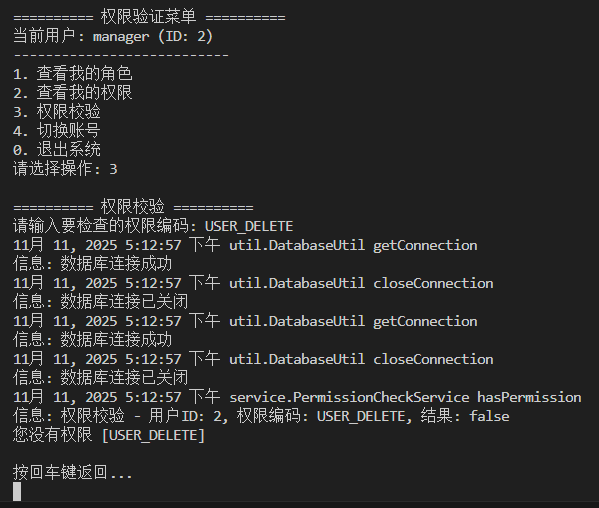 ========== 权限验证菜单 ==========
当前用户: manager (ID: 2)
---------------------------
1. 查看我的角色
2. 查看我的权限
3. 权限校验
4. 切换账号
0. 退出系统
请选择操作: 3
========== 权限校验 ==========
请输入要检查的权限编码: USER_DELETE
11月 11, 2025 5:12:57 下午 util.DatabaseUtil getConnection
信息: 数据库连接成功
11月 11, 2025 5:12:57 下午 util.DatabaseUtil closeConnection
信息: 数据库连接已关闭
11月 11, 2025 5:12:57 下午 util.DatabaseUtil getConnection
信息: 数据库连接成功
11月 11, 2025 5:12:57 下午 util.DatabaseUtil closeConnection
信息: 数据库连接已关闭
11月 11, 2025 5:12:57 下午 service.PermissionCheckService hasPermission
信息: 权限校验 - 用户ID: 2, 权限编码: USER_DELETE, 结果: false
您没有权限 [USER_DELETE]
按回车键返回...